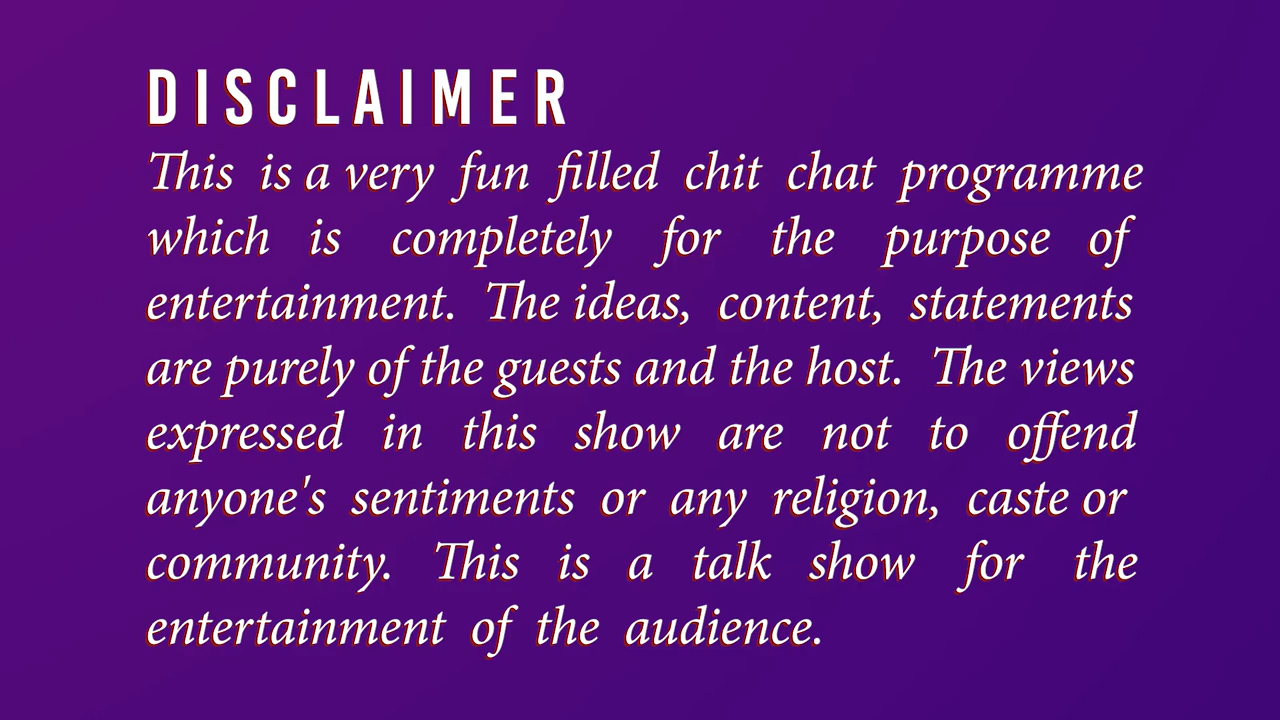 DISCLAIMER
This is a very fun filled chit chat programme
which is completely for the purpose of
entertainment. The ideas, content, statements
are purely of the guests and the host. The views
expressed in this show are not to offend
anyone's sentiments or any religion, caste or
community. This is a talk show for the
entertainment of the audience.